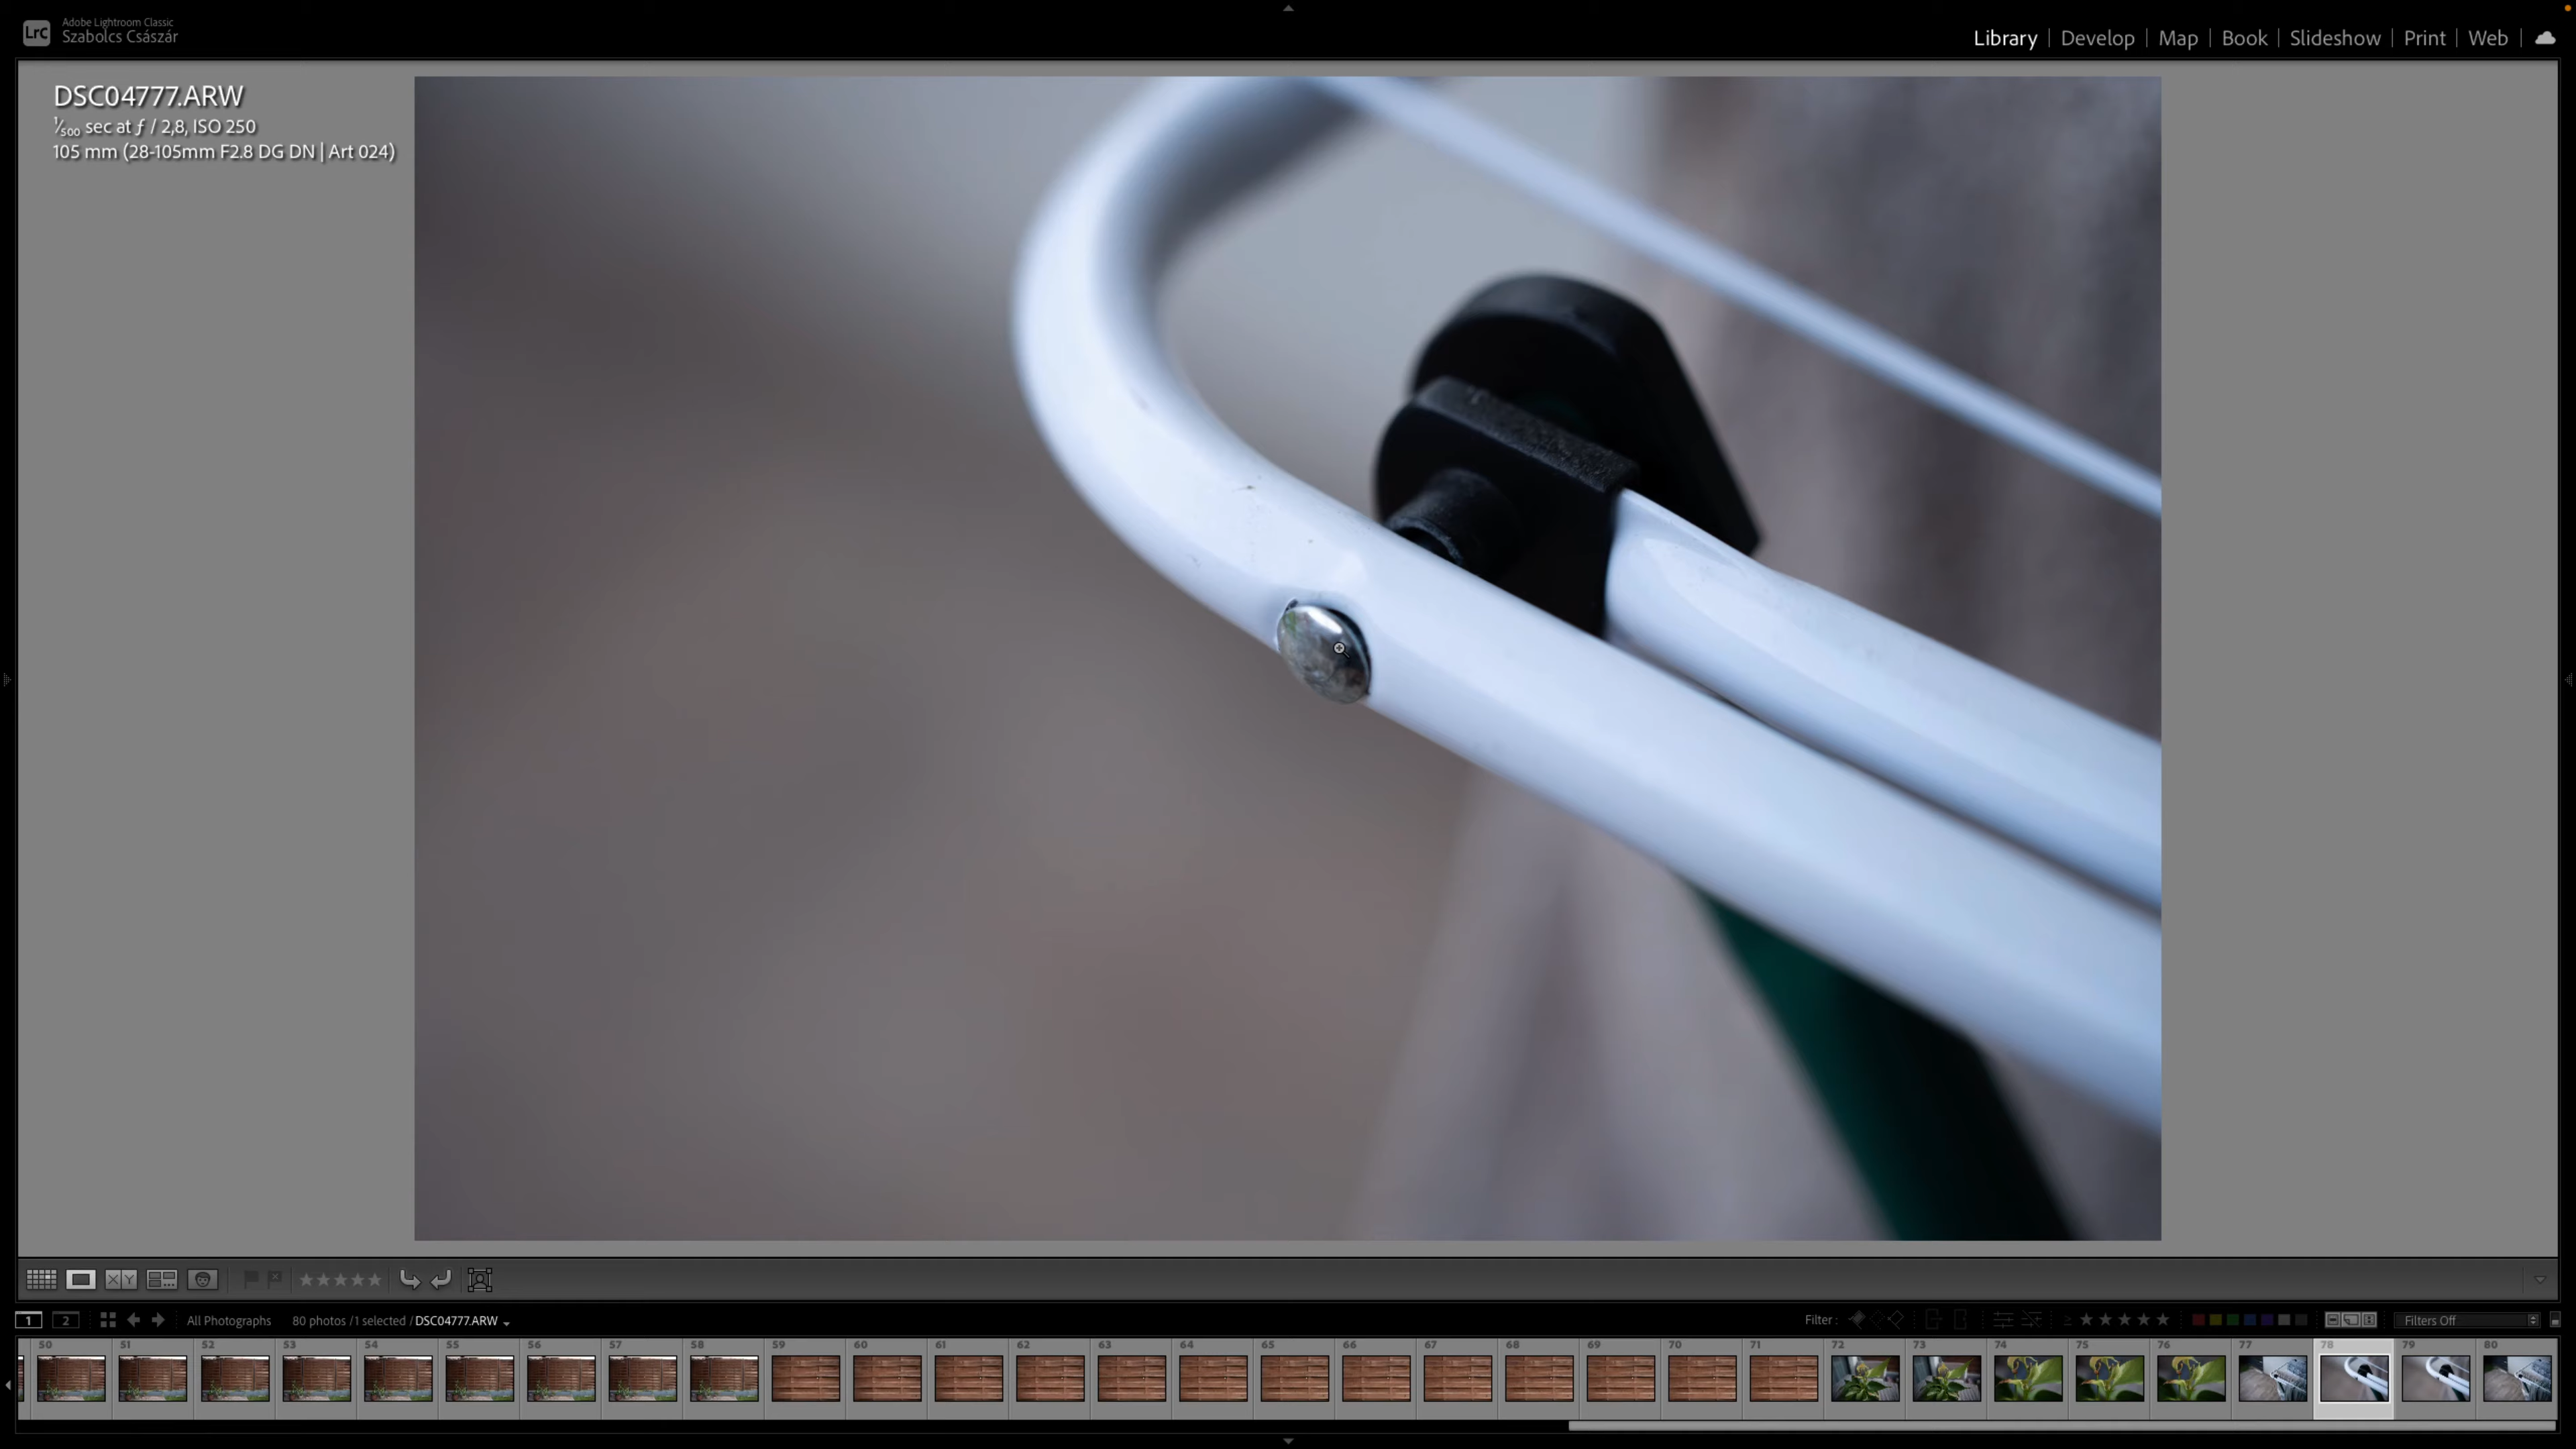 LrC
Adobe Lightroom Classic
Szabolcs Császár
Library | Develop | Map | Book | Slideshow | Print | Web |
DSC04777.ARW
1/500 sec at ƒ / 2,8, ISO 250
105 mm (28-105mm F2.8 DG DN | Art 024)
XY
1 2 All Photographs 80 photos /1 selected / DSC04777.ARW Filter : ≥ Filters Off
50 51 52 53 54 55 56 57 58 59 60 61 62 63 64 65 66 67 68 69 70 71 72 73 74 75 76 77 78 79 80